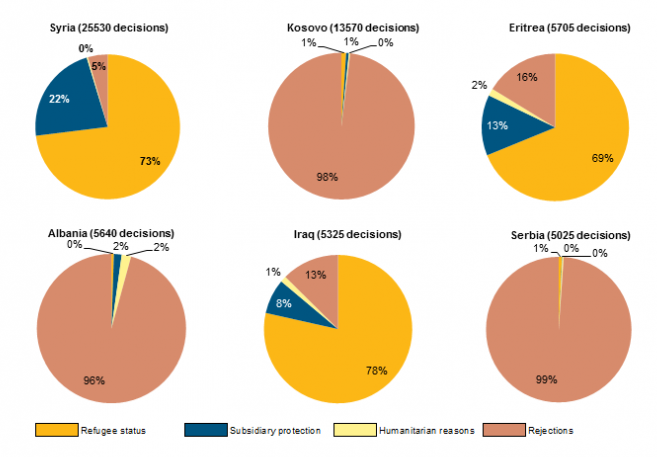 Syria (25530 decisions)
0%
5%
22%
73%
Kosovo (13570 decisions)
1%
1%
0%
98%
Eritrea (5705 decisions)
2%
16%
13%
69%
Albania (5640 decisions)
0%
2%
2%
96%
Iraq (5325 decisions)
1%
13%
8%
78%
Serbia (5025 decisions)
1%
0%
0%
99%
Refugee status
Subsidiary protection
Humanitarian reasons
Rejections